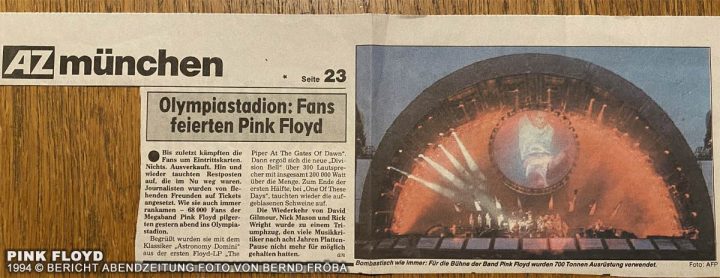 AZ münchen
Seite 23
Olympiastadion: Fans
feierten Pink Floyd
Bis zuletzt kämpften die
Fans um Eintrittskarten.
Nichts. Ausverkauft. Hin und
wieder tauchten Restposten
auf, die im Nu weg waren.
Journalisten wurden von fle-
henden Freunden auf Tickets
angesetzt. Wie sie auch immer
rankamen – 68 000 Fans der
Megaband Pink Floyd pilger-
ten gestern abend ins Olympia-
stadion.
Begrüßt wurden sie mit dem
Klassiker „Astronomy Domini“
aus der ersten Floyd-LP „The
Piper At The Gates Of Dawn“.
Dann ergoß sich die neue „Divi-
sion Bell“ über 300 Lautspre-
cher mit insgesamt 200 000 Watt
über die Menge. Zum Ende der
ersten Hälfte, bei „One Of These
Days“, tauchten wieder die auf-
geblasenen Schweine auf.
Die Wiederkehr von David
Gilmour, Nick Mason und Rick
Wright wurde zu einem Tri-
umphzug, den viele Musikkri-
tiker nach acht Jahren Platten-
Pause nicht mehr für möglich
gehalten hatten.
Bombastisch wie immer: Für die Bühne der Band Pink Floyd wurden 700 Tonnen Ausrüstung verwendet.
Foto: AFP
PINK FLOYD
1994 © BERICHT ABENDZEITUNG FOTO VON BERND FRÖBA